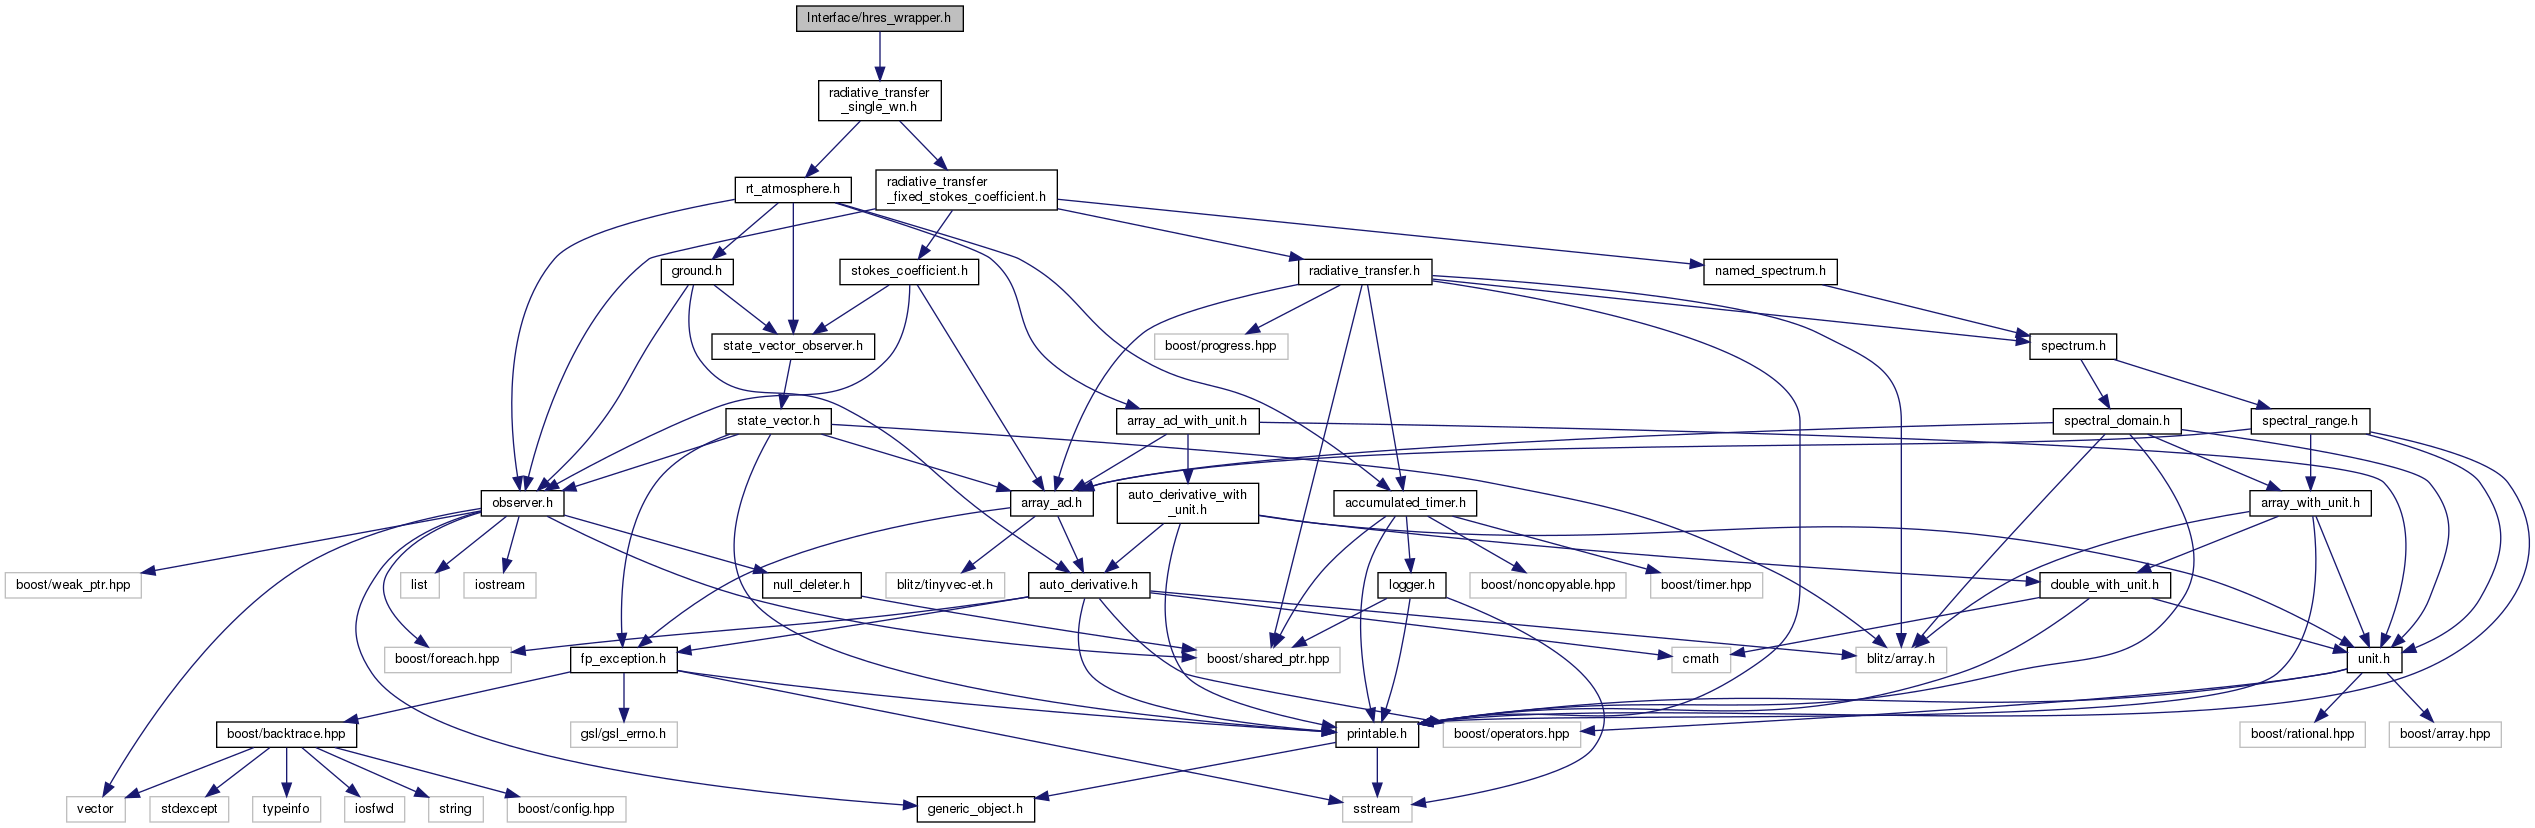 Interface/hres_wrapper.h
radiative_transfer
_single_wn.h
rt_atmosphere.h
radiative_transfer
_fixed_stokes_coefficient.h
ground.h
stokes_coefficient.h
radiative_transfer.h
named_spectrum.h
state_vector_observer.h
boost/progress.hpp
spectrum.h
state_vector.h
array_ad_with_unit.h
spectral_domain.h
spectral_range.h
observer.h
array_ad.h
auto_derivative_with
_unit.h
accumulated_timer.h
array_with_unit.h
boost/weak_ptr.hpp
list
iostream
null_deleter.h
blitz/tinyvec-et.h
auto_derivative.h
logger.h
boost/noncopyable.hpp
boost/timer.hpp
double_with_unit.h
boost/foreach.hpp
fp_exception.h
boost/shared_ptr.hpp
cmath
blitz/array.h
unit.h
boost/backtrace.hpp
gsl/gsl_errno.h
printable.h
boost/operators.hpp
boost/rational.hpp
boost/array.hpp
vector
stdexcept
typeinfo
iosfwd
string
boost/config.hpp
generic_object.h
sstream